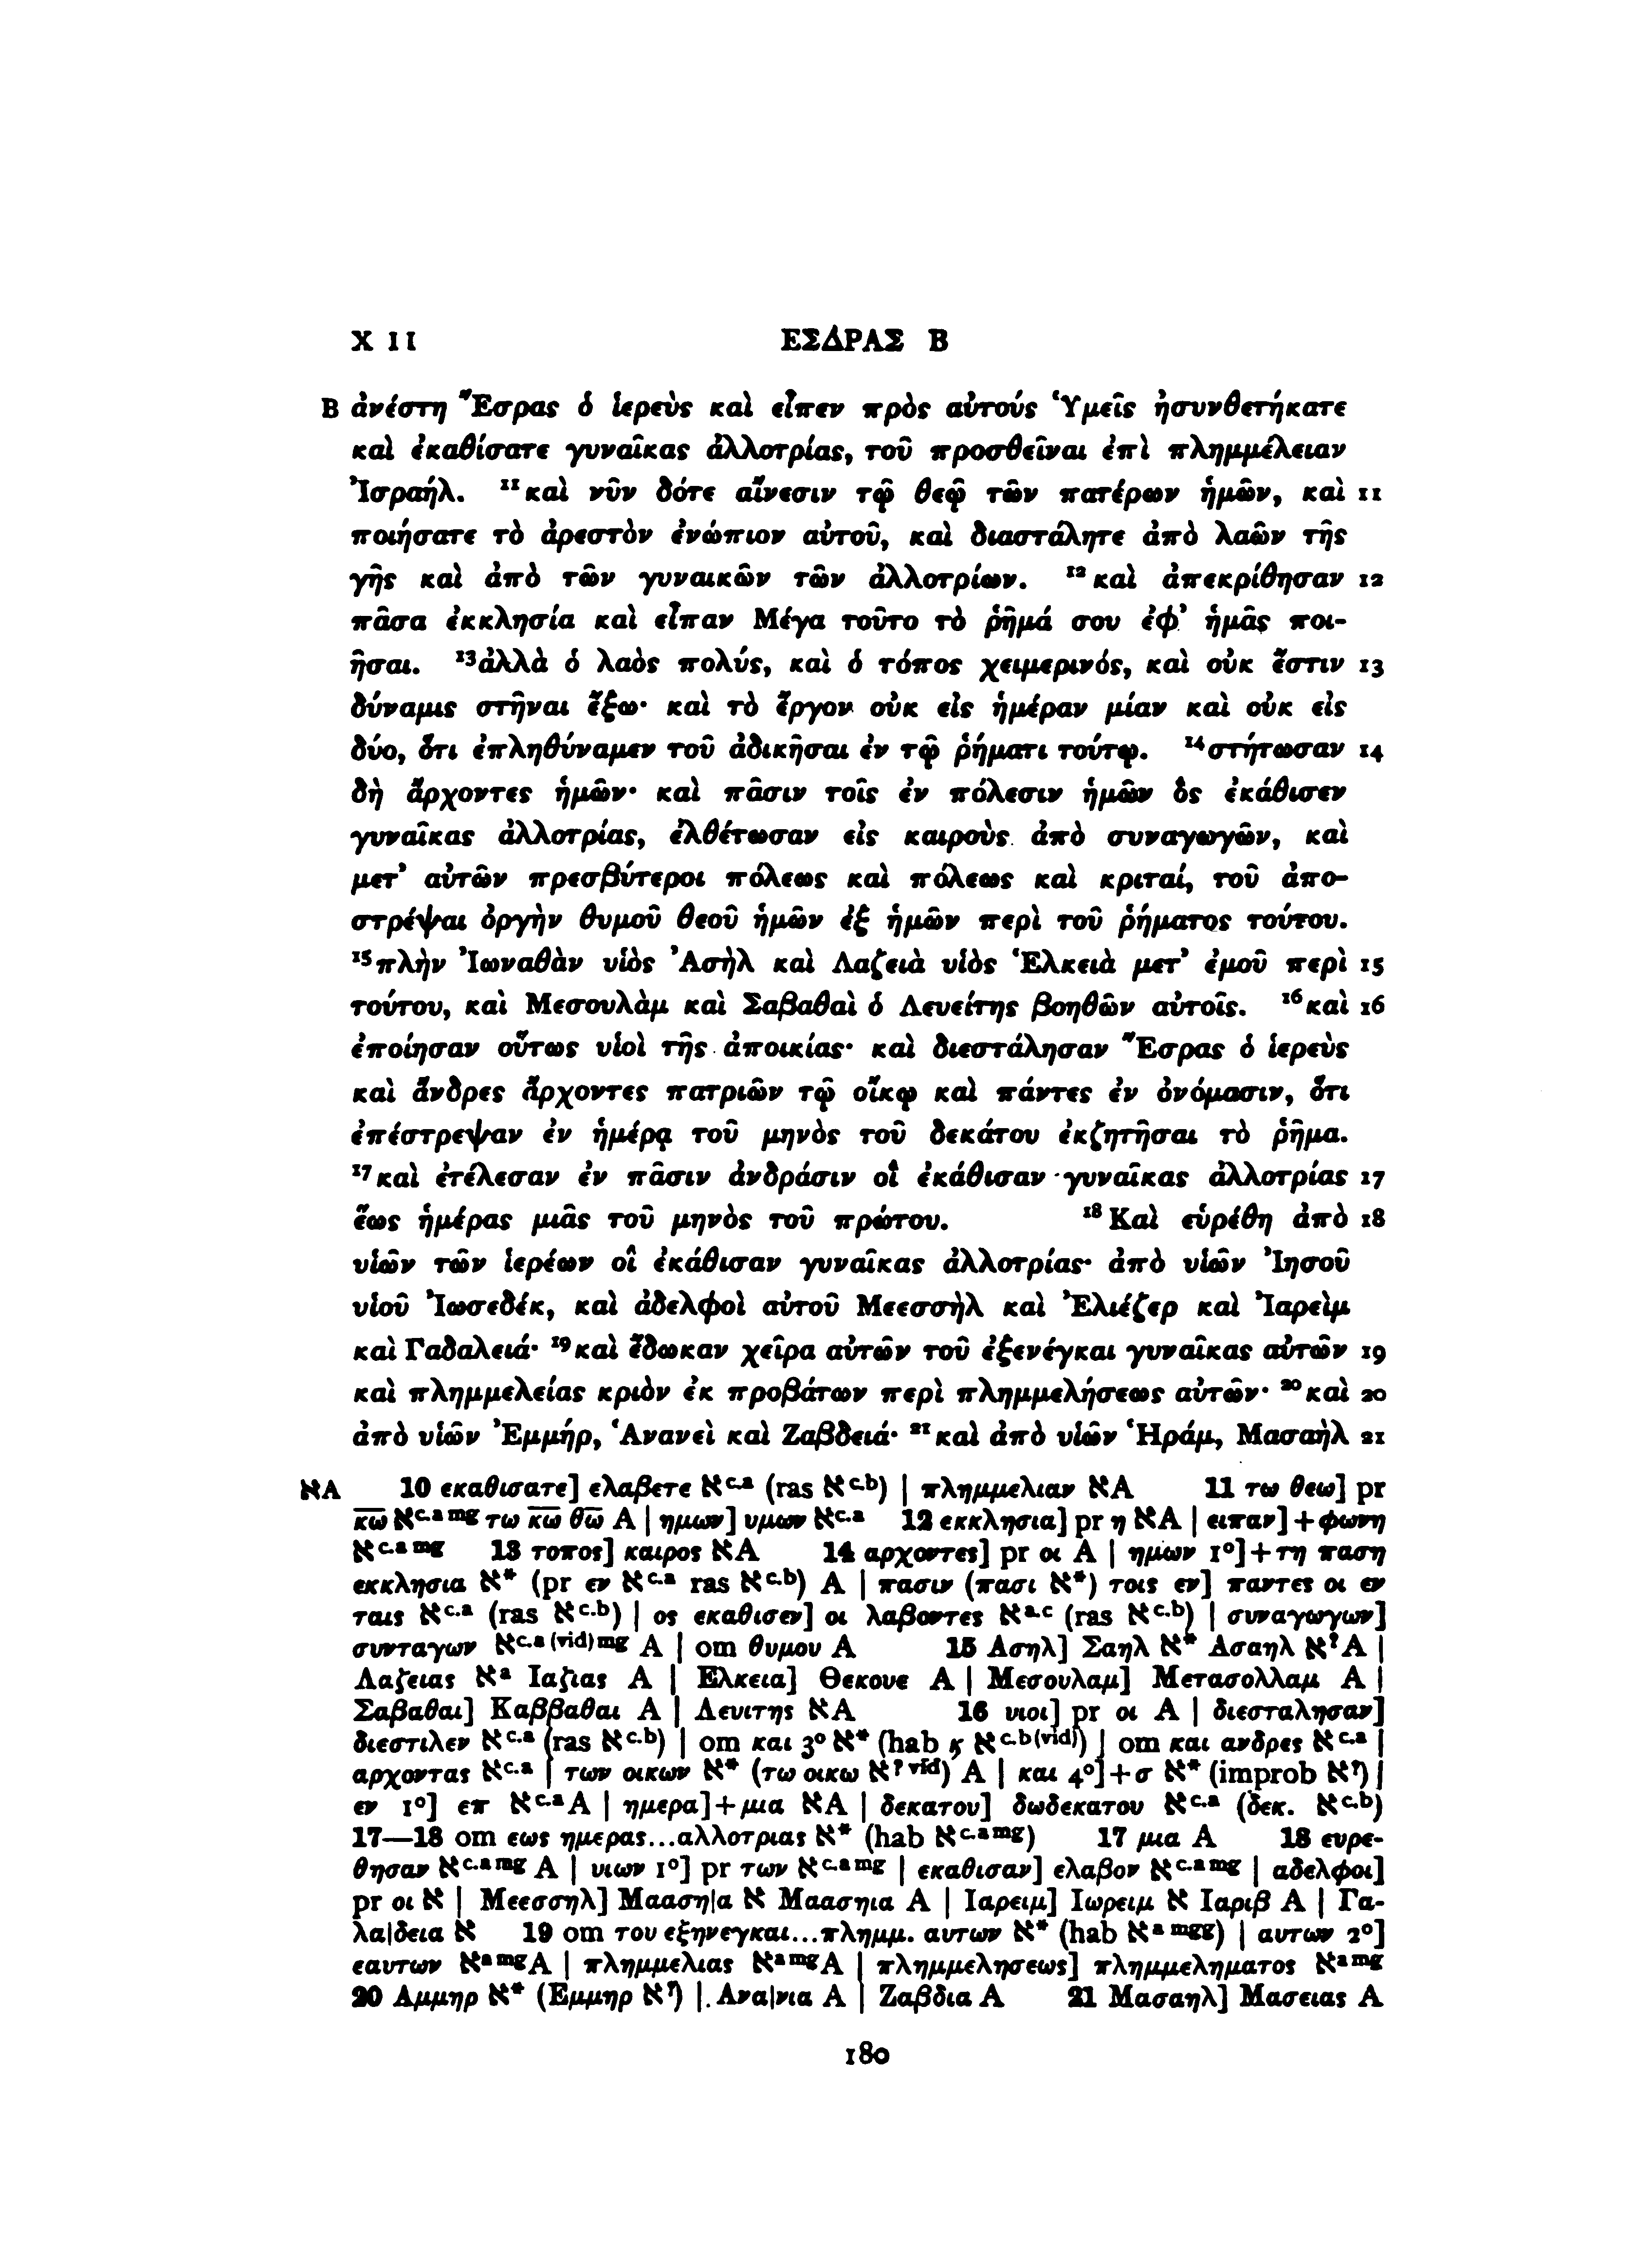 X 11 ΕΣΔΡΑΣ Β
B ἀνέστη Ἔσρας ὁ ἱερεὺς καὶ εἶπεν πρὸς αὐτούς Ὑμεῖς ἠσυνθετήκατε
καὶ ἐκαθίσατε γυναῖκας ἀλλοτρίας, τοῦ προσθεῖναι ἐπὶ πλημμέλειαν
Ἰσραήλ. ¹¹καὶ νῦν δότε αἴνεσιν τῷ θεῷ τῶν πατέρων ἡμῶν, καὶ 11
ποιήσατε τὸ ἀρεστὸν ἐνώπιον αὐτοῦ, καὶ διαστάλητε ἀπὸ λαῶν τῆς
γῆς καὶ ἀπὸ τῶν γυναικῶν τῶν ἀλλοτρίων. ¹²καὶ ἀπεκρίθησαν 12
πᾶσα ἐκκλησία καὶ εἶπαν Μέγα τοῦτο τὸ ῥῆμά σου ἐφ᾽ ἡμᾶς ποι-
ῆσαι. ¹³ἀλλὰ ὁ λαὸς πολύς, καὶ ὁ τόπος χειμερινός, καὶ οὐκ ἔστιν 13
δύναμις στῆναι ἔξω· καὶ τὸ ἔργον οὐκ εἰς ἡμέραν μίαν καὶ οὐκ εἰς
δύο, ὅτι ἐπληθύναμεν τοῦ ἀδικῆσαι ἐν τῷ ῥήματι τούτῳ. ¹⁴στήτωσαν 14
δὴ ἄρχοντες ἡμῶν· καὶ πᾶσιν τοῖς ἐν πόλεσιν ἡμῶν ὃς ἐκάθισεν
γυναῖκας ἀλλοτρίας, ἐλθέτωσαν εἰς καιροὺς ἀπὸ συναγωγῶν, καὶ
μετ᾽ αὐτῶν πρεσβύτεροι πόλεως καὶ πόλεως καὶ κριταί, τοῦ ἀπο-
στρέψαι ὀργὴν θυμοῦ θεοῦ ἡμῶν ἐξ ἡμῶν περὶ τοῦ ῥήματος τούτου.
¹⁵πλὴν Ἰωναθὰν υἱὸς Ἀσὴλ καὶ Λαζειὰ υἱὸς Ἑλκειὰ μετ᾽ ἐμοῦ περὶ 15
τούτου, καὶ Μεσουλὰμ καὶ Σαβαθαὶ ὁ Λευείτης βοηθῶν αὐτοῖς. ¹⁶καὶ 16
ἐποίησαν οὕτως υἱοὶ τῆς ἀποικίας· καὶ διεστάλησαν Ἔσρας ὁ ἱερεὺς
καὶ ἄνδρες ἄρχοντες πατριῶν τῷ οἴκῳ καὶ πάντες ἐν ὀνόμασιν, ὅτι
ἐπέστρεψαν ἐν ἡμέρᾳ τοῦ μηνὸς τοῦ δεκάτου ἐκζητῆσαι τὸ ῥῆμα.
¹⁷καὶ ἐτέλεσαν ἐν πᾶσιν ἀνδράσιν οἳ ἐκάθισαν γυναῖκας ἀλλοτρίας 17
ἕως ἡμέρας μιᾶς τοῦ μηνὸς τοῦ πρώτου. ¹⁸Καὶ εὑρέθη ἀπὸ 18
υἱῶν τῶν ἱερέων οἳ ἐκάθισαν γυναῖκας ἀλλοτρίας· ἀπὸ υἱῶν Ἰησοῦ
υἱοῦ Ἰωσεδέκ, καὶ ἀδελφοὶ αὐτοῦ Μεεσσὴλ καὶ Ἐλιέζερ καὶ Ἰαρεὶμ
καὶ Γαδαλειά· ¹⁹καὶ ἔδωκαν χεῖρα αὐτῶν τοῦ ἐξενέγκαι γυναῖκας αὐτῶν 19
καὶ πλημμελείας κριὸν ἐκ προβάτων περὶ πλημμελήσεως αὐτῶν· ²⁰καὶ 20
ἀπὸ υἱῶν Ἐμμήρ, Ἁνανεὶ καὶ Ζαβδειά· ²¹καὶ ἀπὸ υἱῶν Ἡράμ, Μασαὴλ 21
אA 10 εκαθισατε] ελαβετε א^c.a (ras א^c.b) | πλημμελιαν אA 11 τω θεω] pr
κ̅ω̅ א^c.a mg τω κ̅ω̅ θ̅ω̅ A | ημων] υμων א^c.a 12 εκκλησια] pr η אA | ειπαν]+φωνη
א^c.a mg 13 τοπος] καιρος אA 14 αρχοντες] pr οι A | ημων 1º]+τη παση
εκκλησια א* (pr εν א^c.a ras א^c.b) A | πασιν (πασι א*) τοις εν] παντες οι εν
ταις א^c.a (ras א^c.b) | ος εκαθισεν] οι λαβοντες א^a.c (ras א^c.b) | συναγωγων]
συνταγων א^c.a (vid) mg A | om θυμου A 15 Ασηλ] Σαηλ א* Ασαηλ א^? A |
Λαζειας א^a Ιαζιας A | Ελκεια] Θεκουε A | Μεσουλαμ] Μετασολλαμ A |
Σαβαθαι] Καββαθαι A | Λευιτης אA 16 υιοι] pr οι A | διεσταλησαν]
διεστιλεν א^c.a (ras א^c.b) | om και 3º א* (hab ϗ א^c.b (vid)) | om και ανδρες א^c.a |
αρχοντας א^c.a | των οικων א* (τω οικω א^? vid) A | και 4º]+σ א* (improb א^?) |
εν 1º] επ א^c.a A | ημερα]+μια אA | δεκατου] δωδεκατου א^c.a (δεκ. א^c.b)
17—18 om εως ημερας...αλλοτριας א* (hab א^c.a mg) 17 μια A 18 ευρε-
θησαν א^c.a mg A | υιων 1º] pr των א^c.a mg | εκαθισαν] ελαβον א^c.a mg | αδελφοι]
pr οι א | Μεεσσηλ] Μααση|α א Μαασηια A | Ιαρειμ] Ιωρειμ א Ιαριβ A | Γα-
λα|δεια א 19 om του εξηνεγκαι...πλημμ. αυτων א* (hab א^a mgg) | αυτων 2º]
εαυτων א^a mg A | πλημμελιας א^a mg A | πλημμελησεως] πλημμεληματος א^a mg
20 Αμμηρ א* (Εμμηρ א^?) | Ανα|νια A | Ζαβδια A 21 Μασαηλ] Μασειας A
180